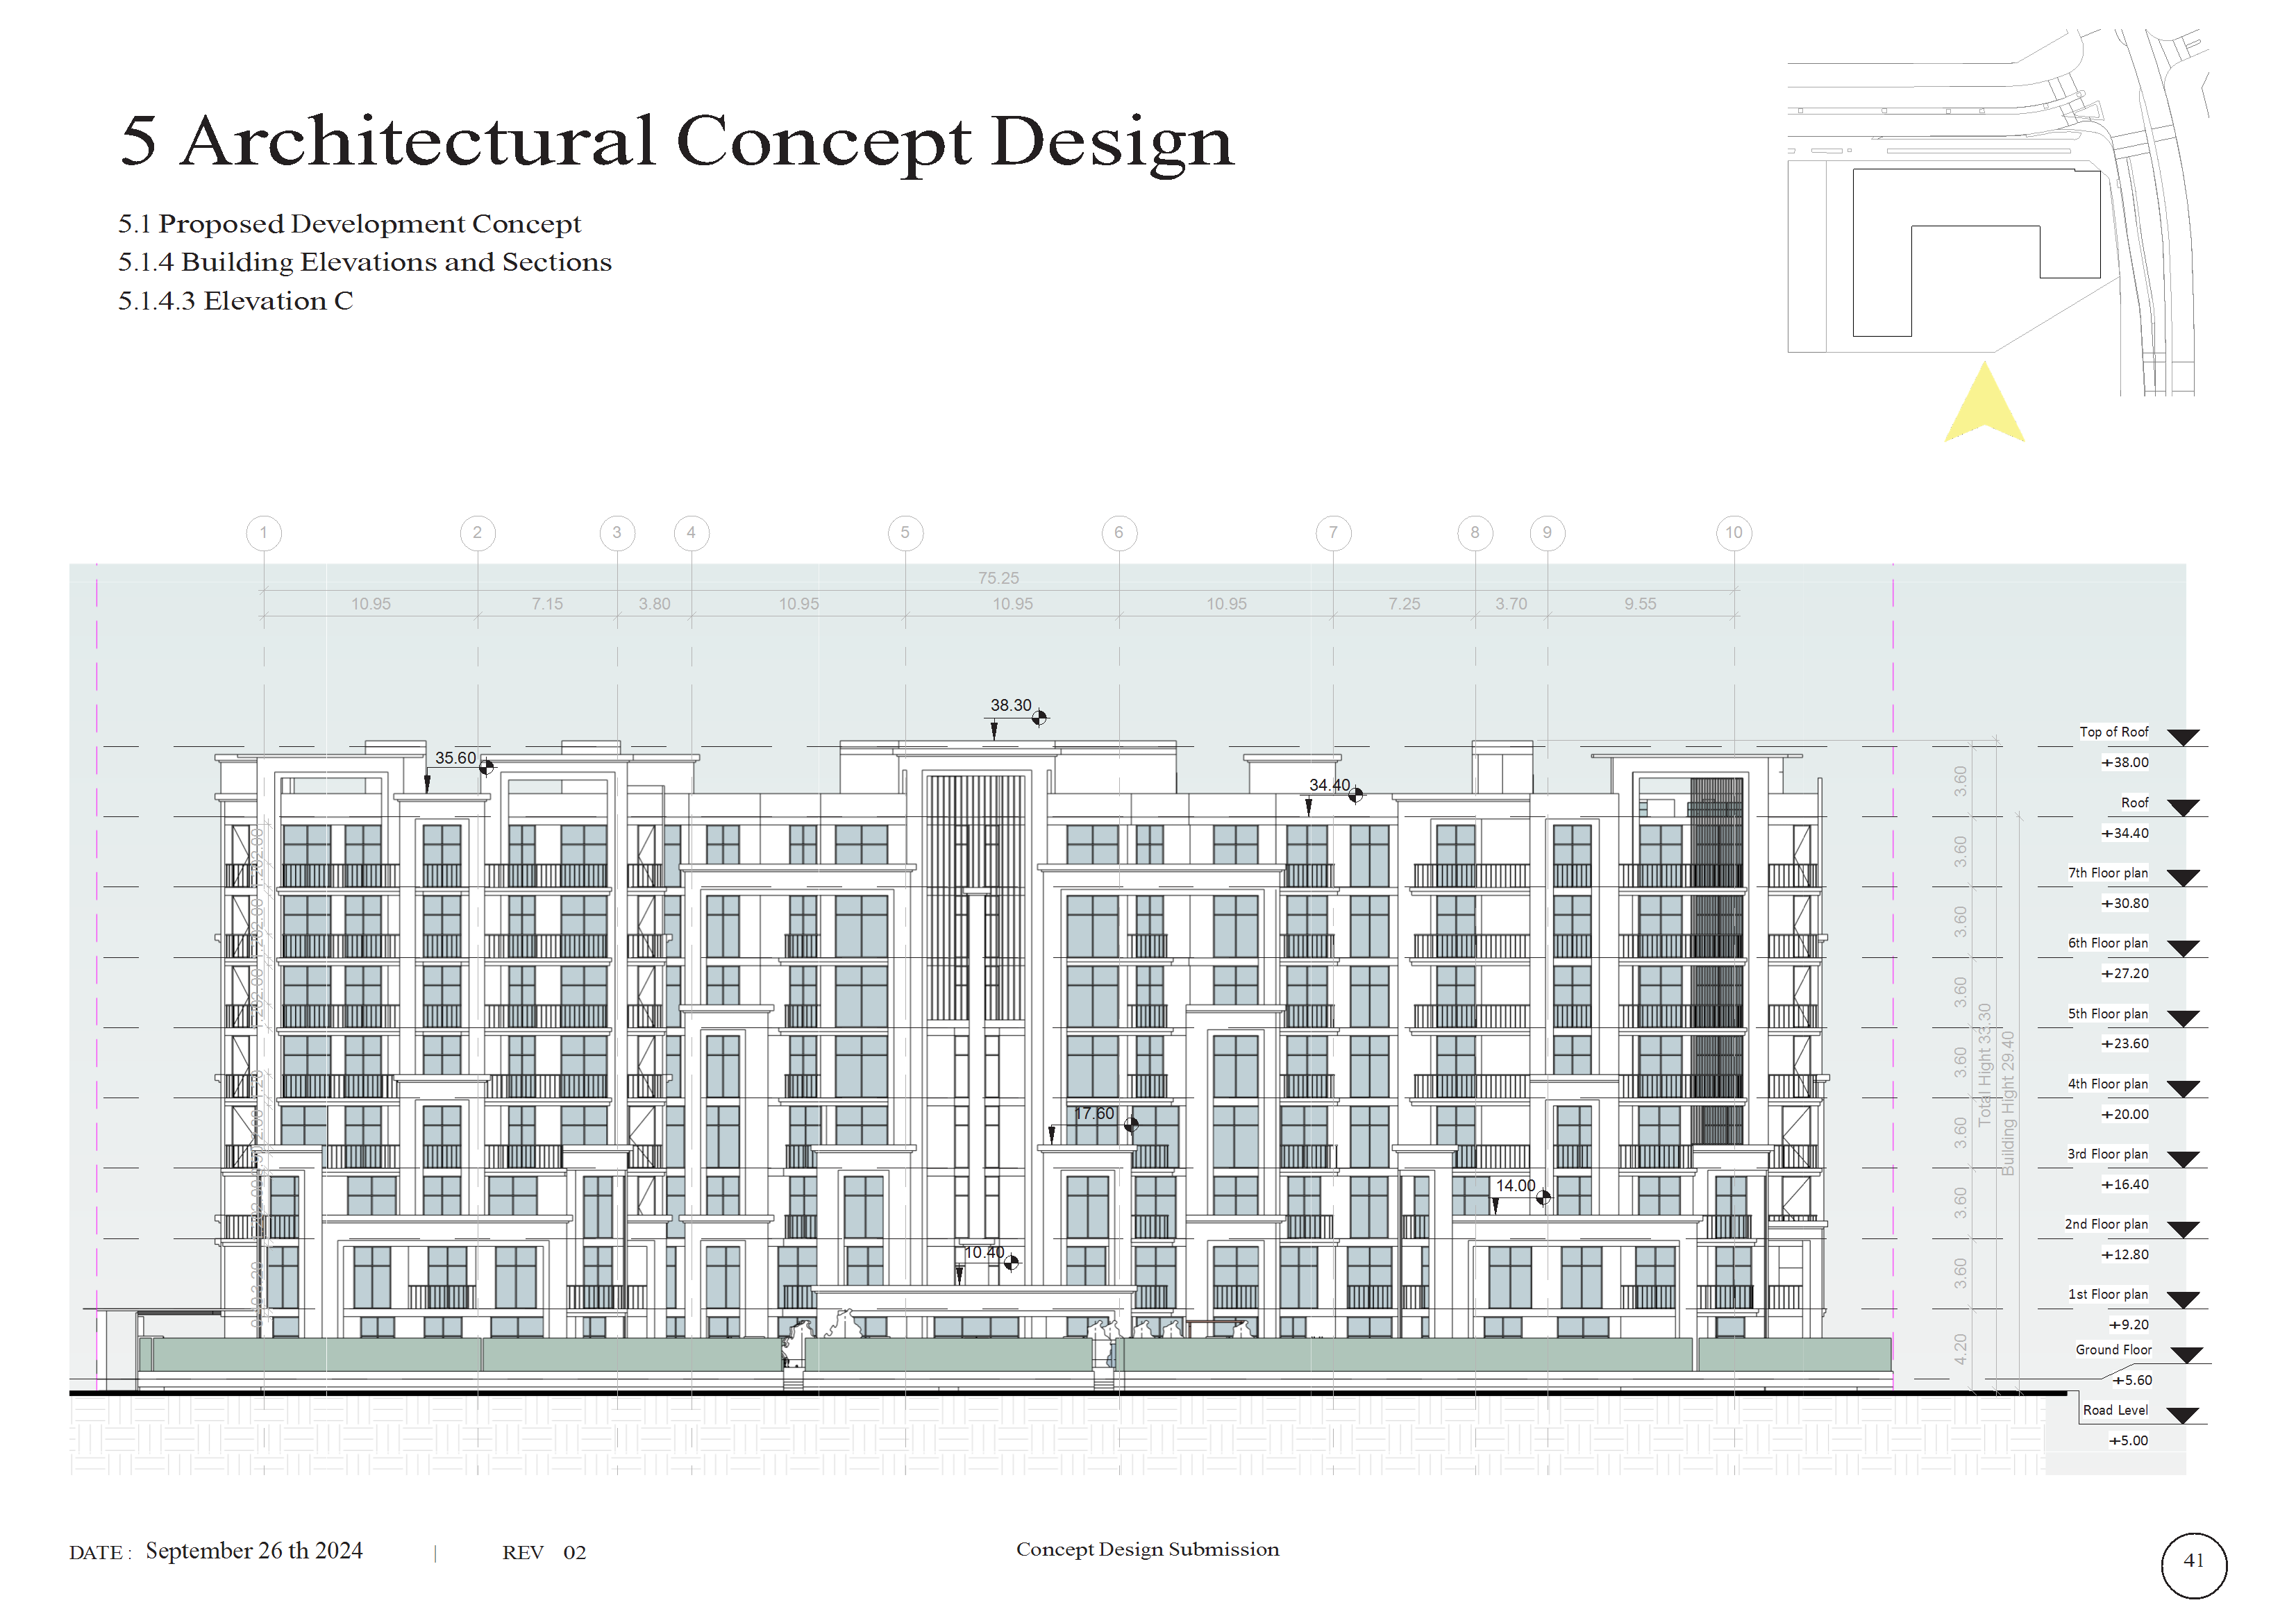 5 Architectural Concept Design
5.1 Proposed Development Concept
5.1.4 Building Elevations and Sections
5.1.4.3 Elevation C
1 2 3 4 5 6 7 8 9 10
75.25
10.95 7.15 3.80 10.95 10.95 10.95 7.25 3.70 9.55
38.30
35.60
34.40
17.60
14.00
10.40
3.60
3.60
3.60
3.60
3.60
3.60
3.60
3.60
4.20
Total Hight 33.30
Building Hight 29.40
Top of Roof
+38.00
Roof
+34.40
7th Floor plan
+30.80
6th Floor plan
+27.20
5th Floor plan
+23.60
4th Floor plan
+20.00
3rd Floor plan
+16.40
2nd Floor plan
+12.80
1st Floor plan
+9.20
Ground Floor
+5.60
Road Level
+5.00
DATE : September 26 th 2024 | REV 02
Concept Design Submission
41